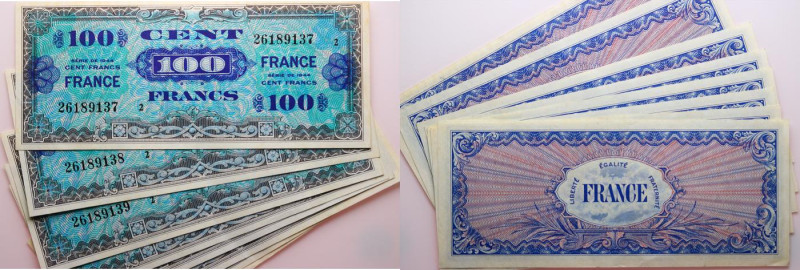 100 CENT 26189137 2
SÉRIE DE 1944 100 FRANCE
CENT FRANCS SÉRIE DE 1944
FRANCE CENT FRANCS
26189137 2 FRANCS 100
26189138 2
26189139 2
LIBERTÉ ÉGALITÉ FRATERNITÉ
FRANCE